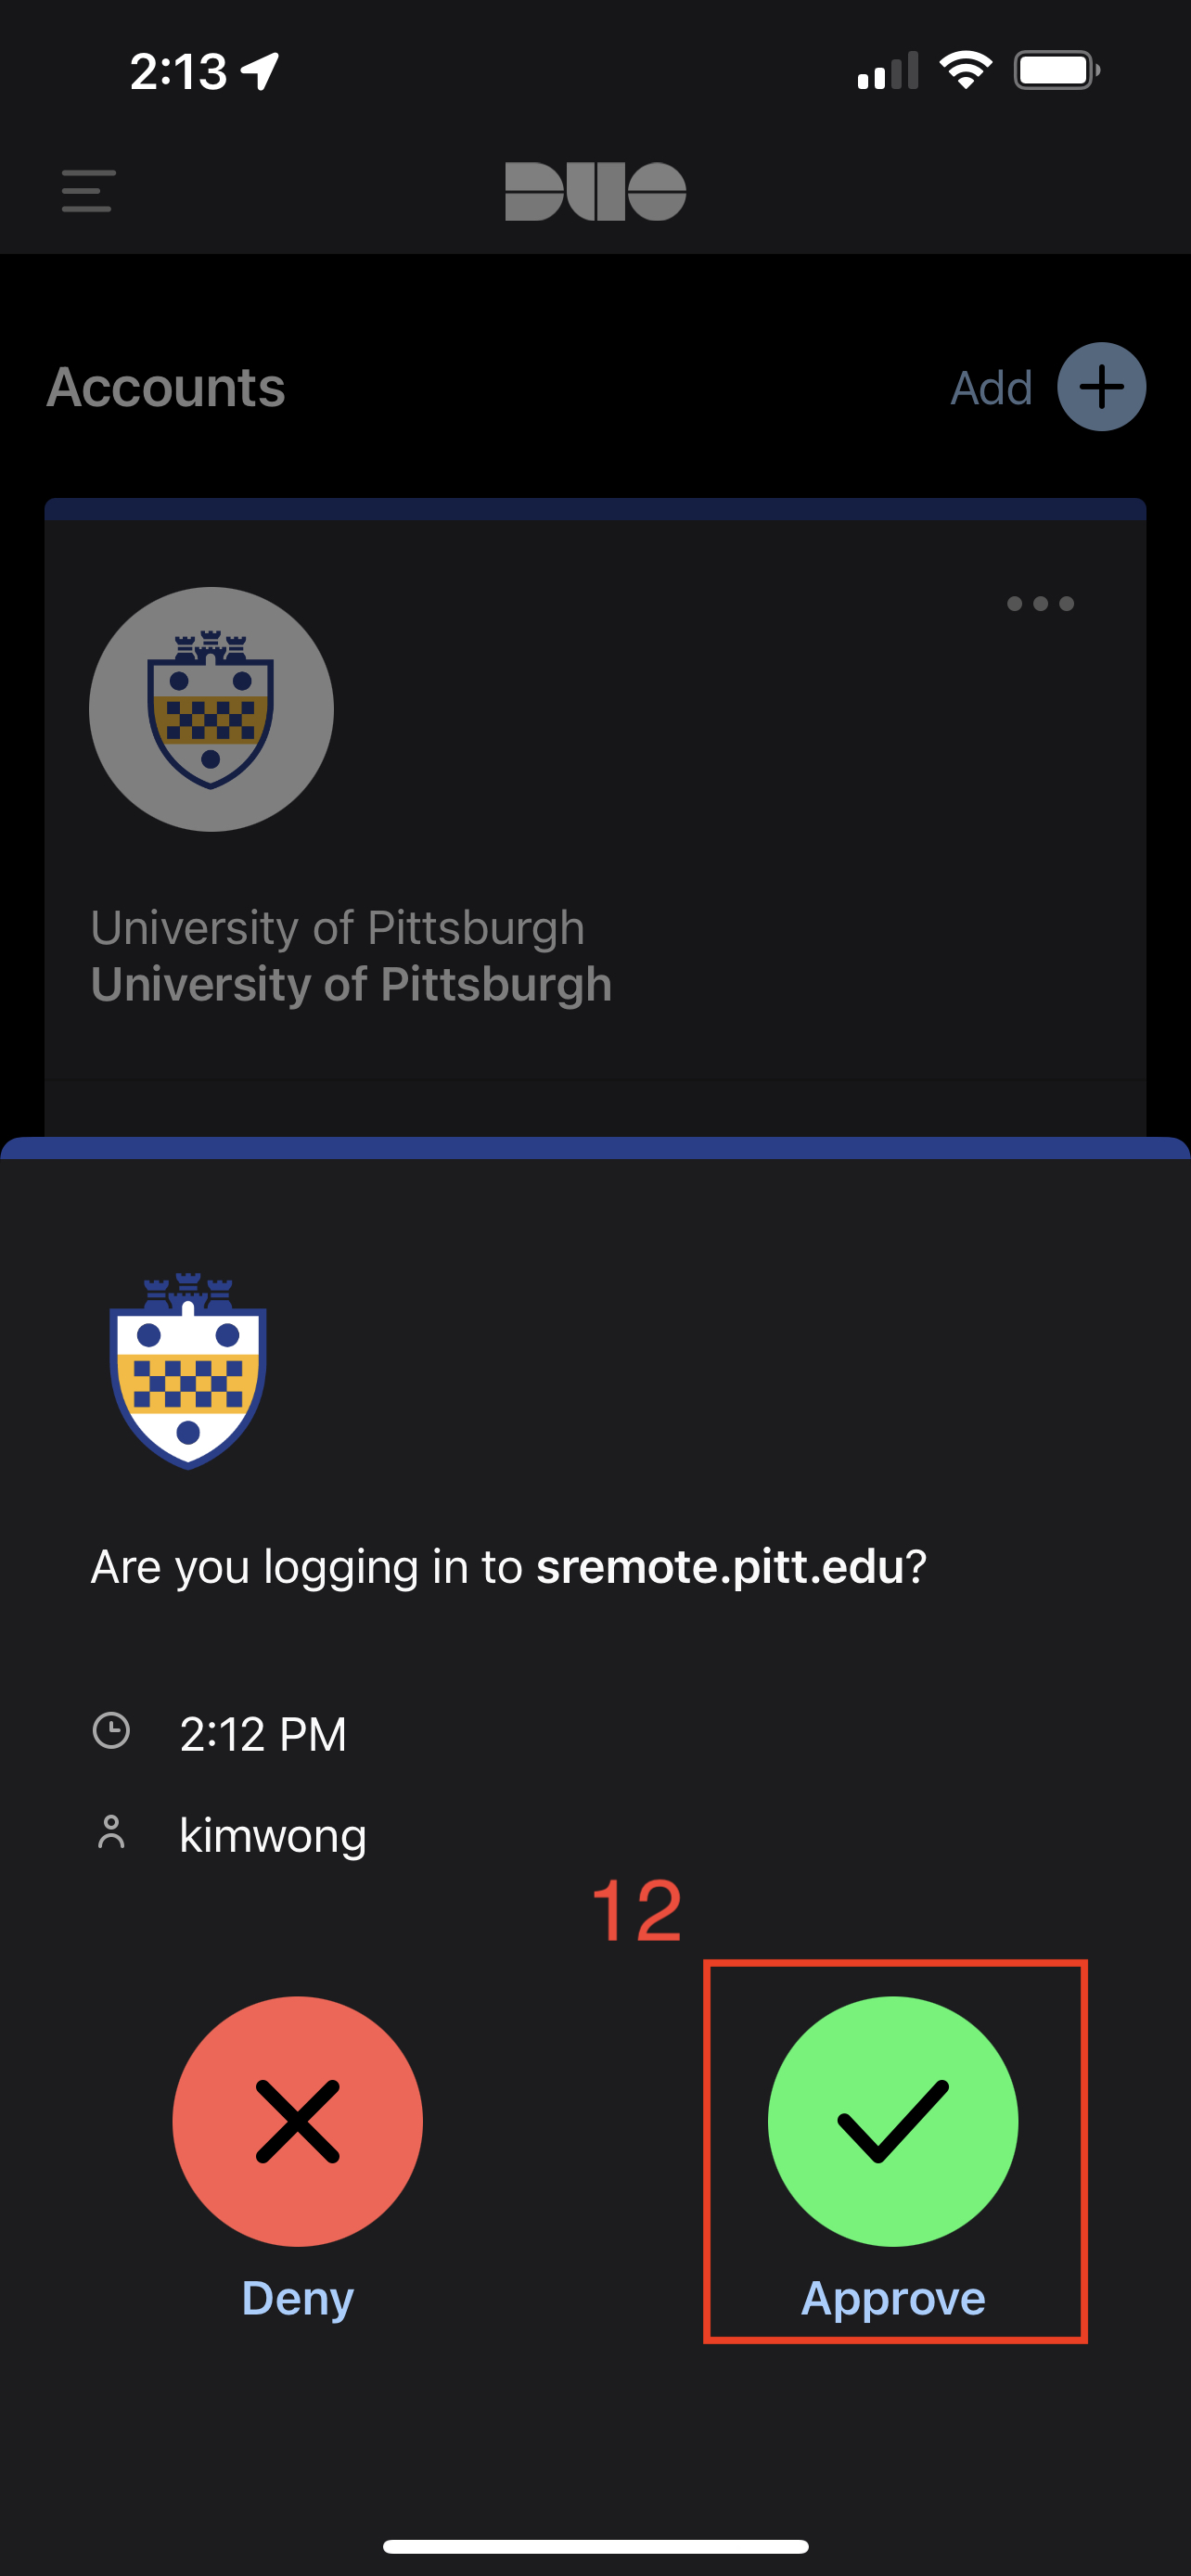 2:13
DUO
Accounts
Add
University of Pittsburgh
University of Pittsburgh
Are you logging in to sremote.pitt.edu?
2:12 PM
kimwong
12
Deny
Approve